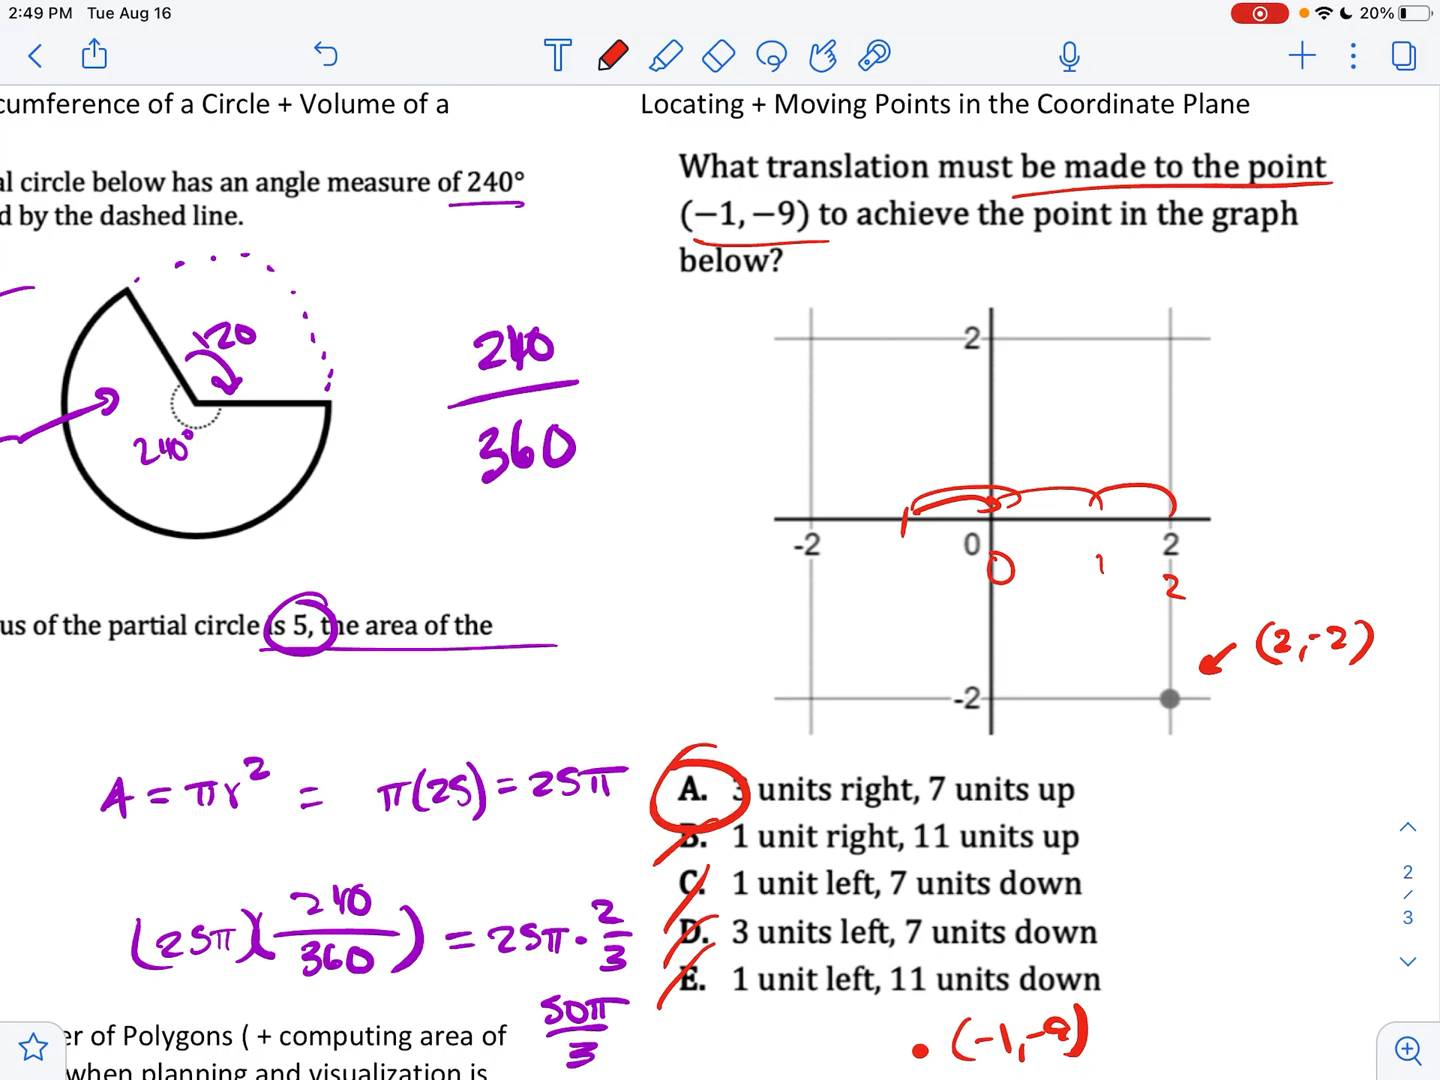 2:49 PM Tue Aug 16
20%
cumference of a Circle + Volume of a
al circle below has an angle measure of 240°
d by the dashed line.
120
240°
240
360
us of the partial circle is 5, the area of the
A = πr² = π(25) = 25π
(25π)(240/360) = 25π · 2/3
50π/3
er of Polygons ( + computing area of
when planning and visualization is
Locating + Moving Points in the Coordinate Plane
What translation must be made to the point
(−1, −9) to achieve the point in the graph
below?
2
-2
0
2
0
1
2
(2,-2)
-2
A. 3 units right, 7 units up
B. 1 unit right, 11 units up
C. 1 unit left, 7 units down
D. 3 units left, 7 units down
E. 1 unit left, 11 units down
(-1,-9)
2
/
3